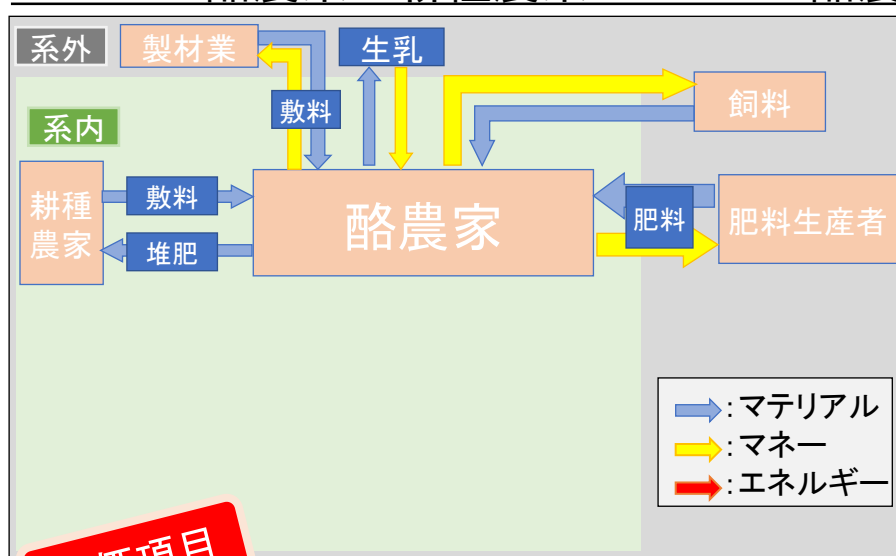 系外
製材業
生乳
飼料
敷料
系内
耕種
農家
敷料
堆肥
酪農家
肥料
肥料生産者
:マテリアル
:マネー
:エネルギー
項目